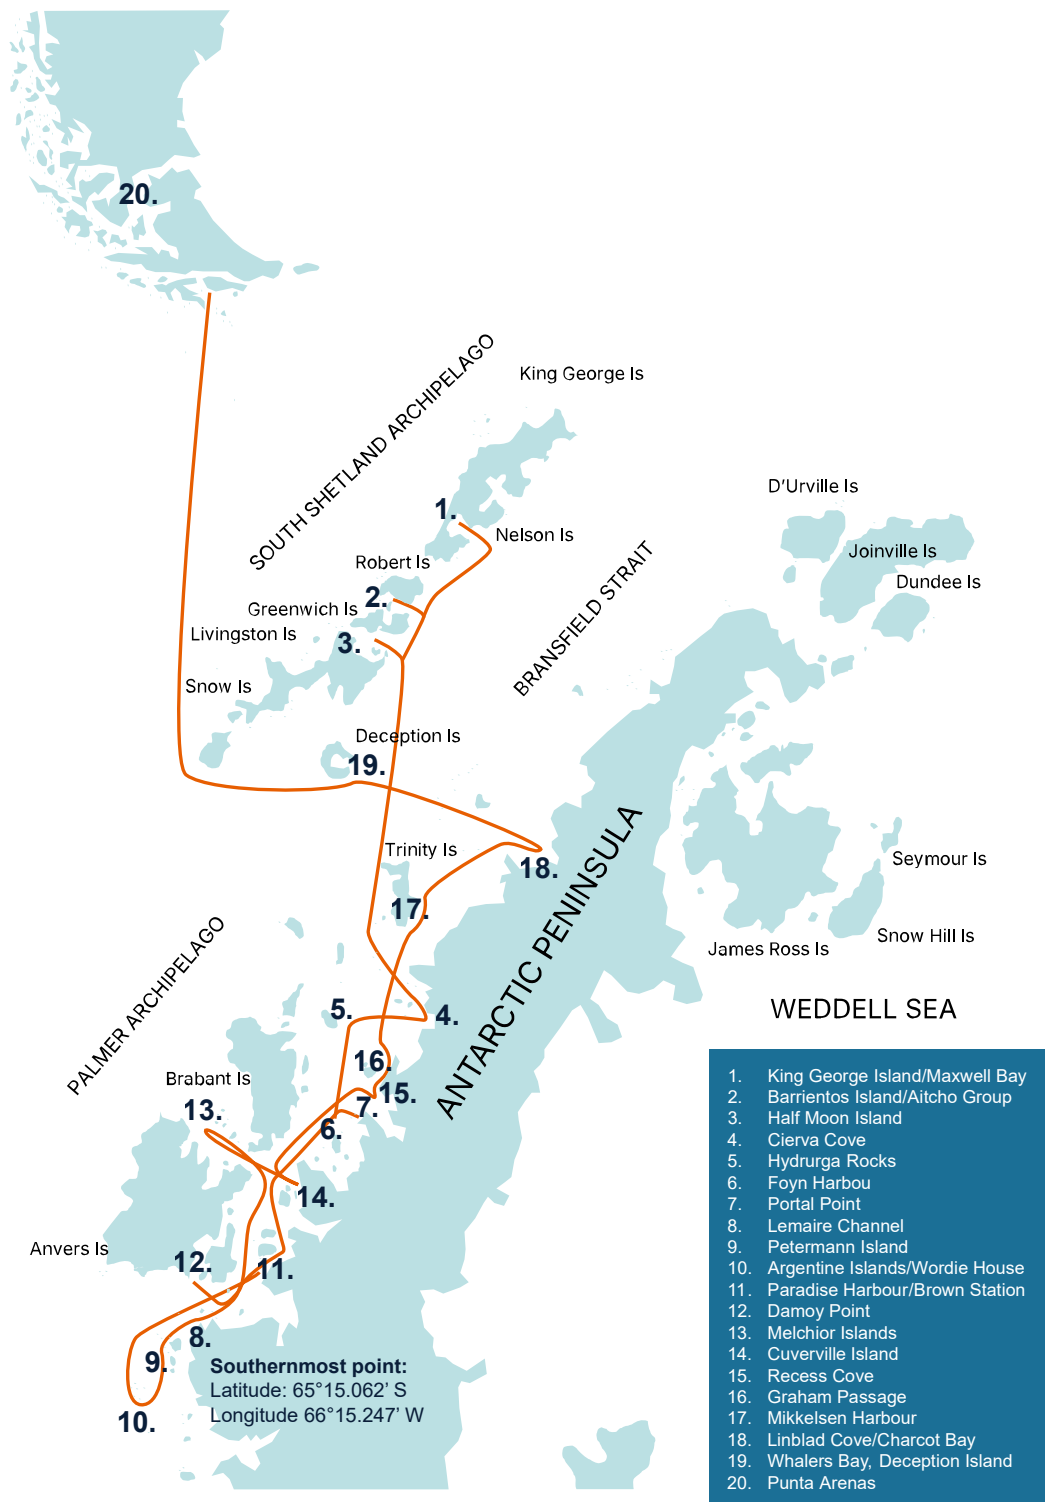 20.
SOUTH SHETLAND ARCHIPELAGO
King George Is
D'Urville Is
1.
Nelson Is
Joinville Is
Robert Is
Dundee Is
2.
Greenwich Is
Livingston Is
3.
BRANSFIELD STRAIT
Snow Is
Deception Is
19.
Trinity Is
18.
Seymour Is
17.
ANTARCTIC PENINSULA
Snow Hill Is
James Ross Is
PALMER ARCHIPELAGO
5.
4.
WEDDELL SEA
16.
Brabant Is
15.
13.
7.
6.
14.
Anvers Is
12.
11.
8.
9.
10.
Southernmost point:
Latitude: 65°15.062' S
Longitude 66°15.247' W
1. King George Island/Maxwell Bay
2. Barrientos Island/Aitcho Group
3. Half Moon Island
4. Cierva Cove
5. Hydrurga Rocks
6. Foyn Harbou
7. Portal Point
8. Lemaire Channel
9. Petermann Island
10. Argentine Islands/Wordie House
11. Paradise Harbour/Brown Station
12. Damoy Point
13. Melchior Islands
14. Cuverville Island
15. Recess Cove
16. Graham Passage
17. Mikkelsen Harbour
18. Linblad Cove/Charcot Bay
19. Whalers Bay, Deception Island
20. Punta Arenas